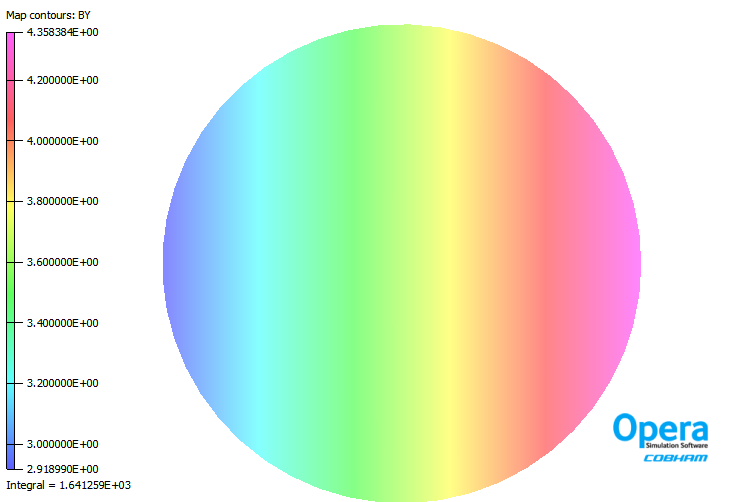 Map contours: BY
4.358384E+00
4.200000E+00
4.000000E+00
3.800000E+00
3.600000E+00
3.400000E+00
3.200000E+00
3.000000E+00
2.918990E+00
Integral = 1.641259E+03
Opera
Simulation Software
COBHAM